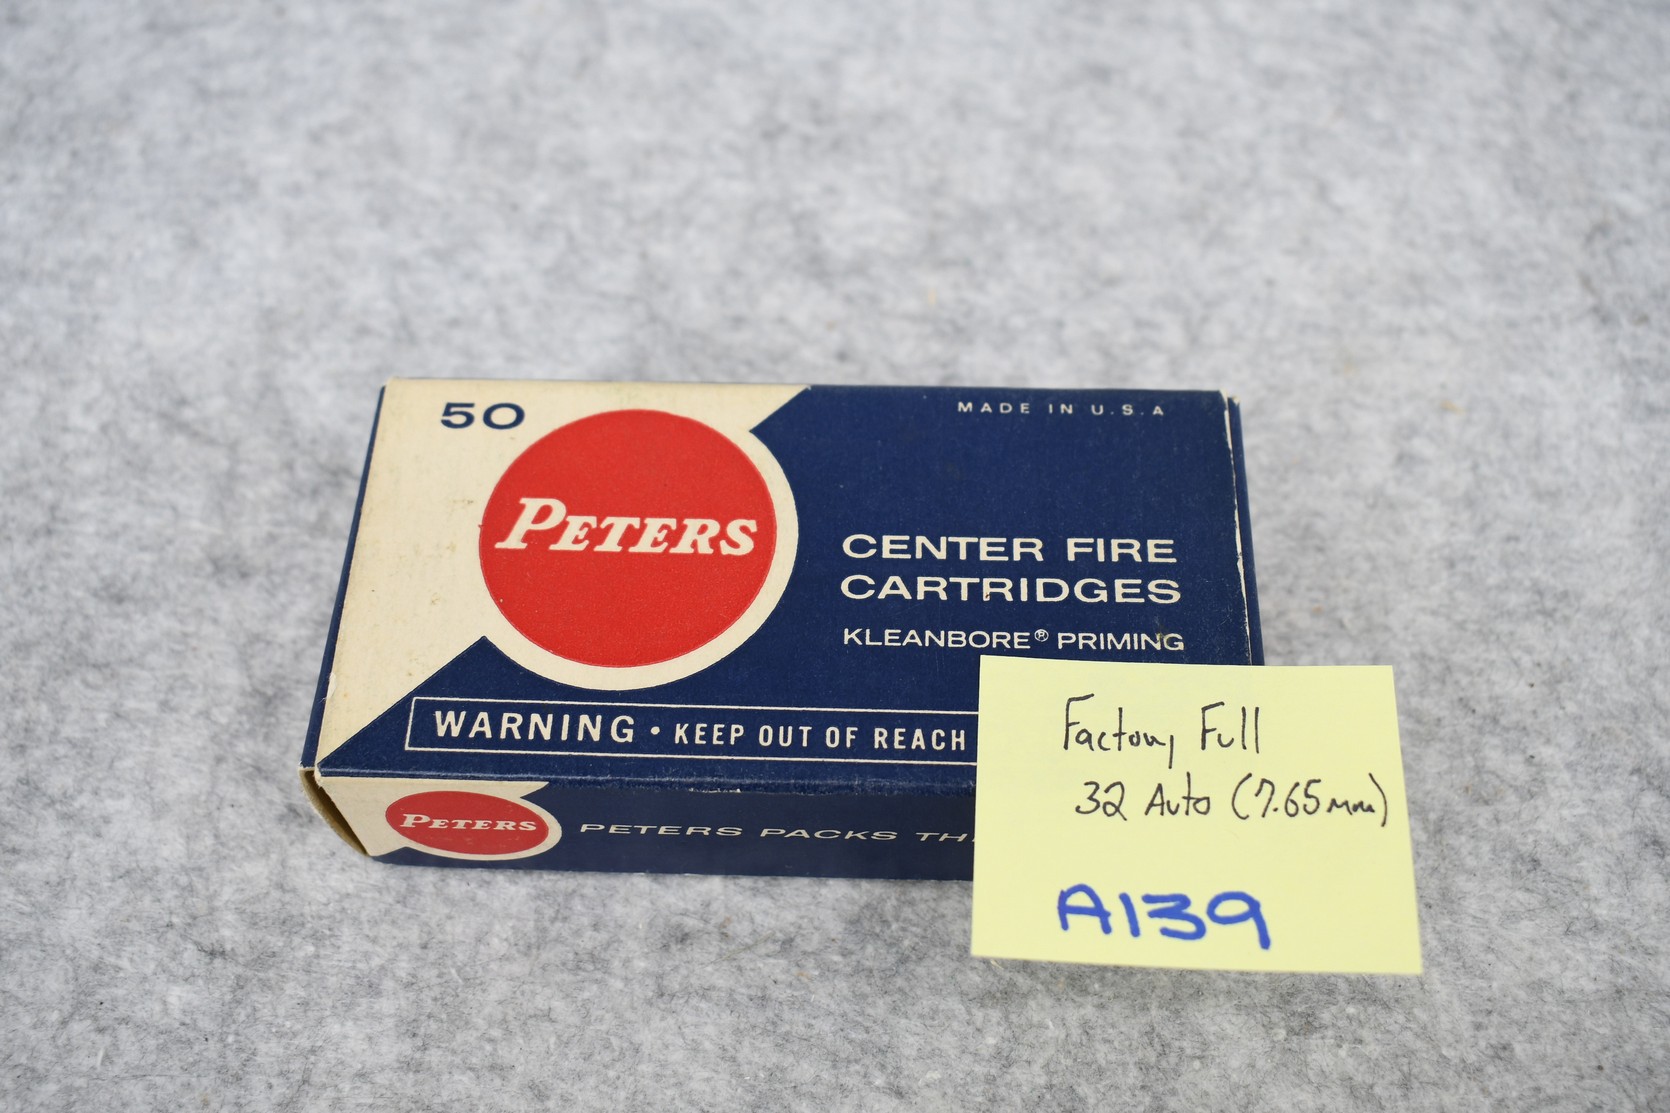 50
MADE IN U.S.A
PETERS
CENTER FIRE
CARTRIDGES
KLEANBORE® PRIMING
WARNING • KEEP OUT OF REACH
PETERS
PETERS PACKS
Factory Full
32 Auto (7.65mm)
A139